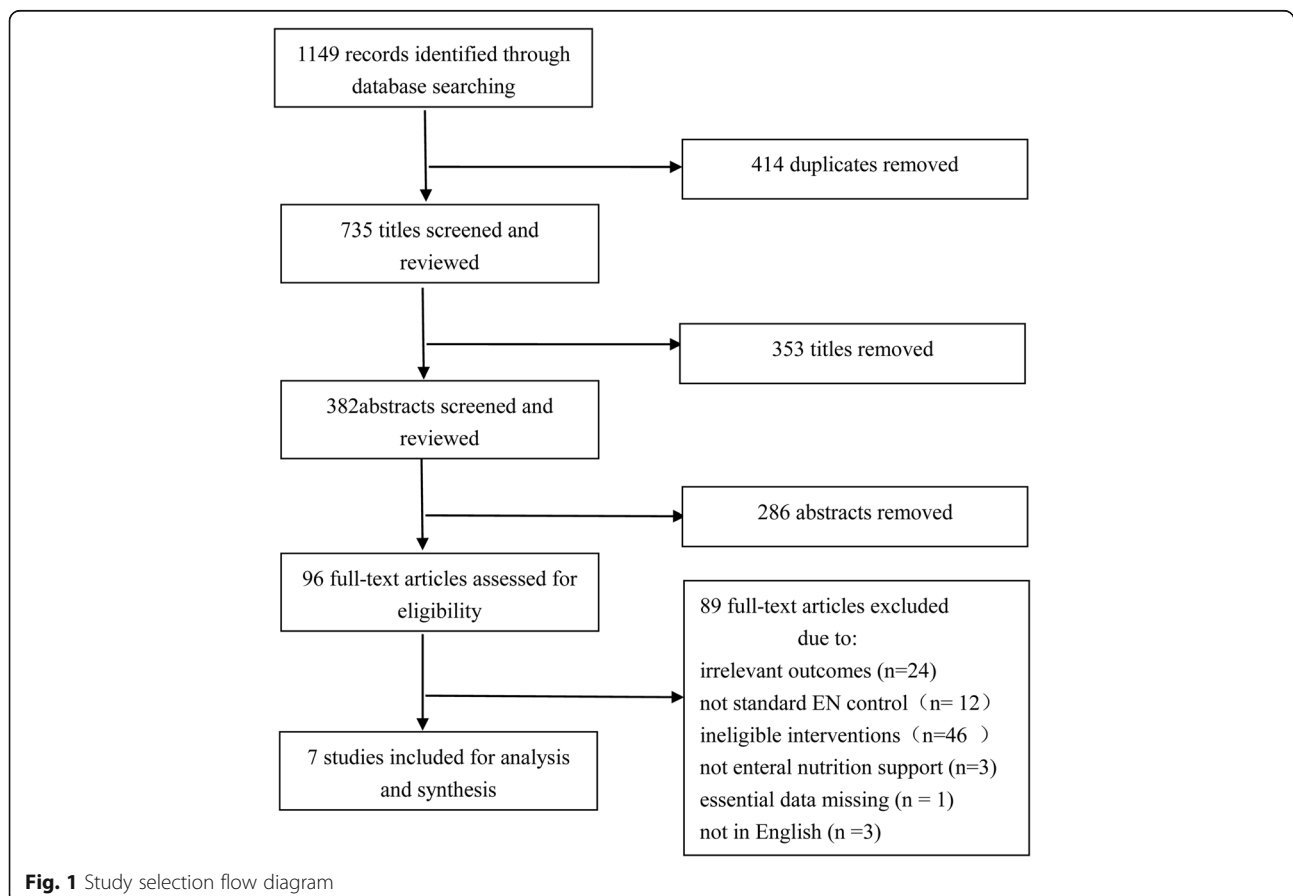 1149 records identified through
database searching
414 duplicates removed
735 titles screened and
reviewed
353 titles removed
382abstracts screened and
reviewed
286 abstracts removed
96 full-text articles assessed for
eligibility
89 full-text articles excluded
due to:
irrelevant outcomes (n=24)
not standard EN control（n= 12）
ineligible interventions（n=46 ）
not enteral nutrition support (n=3)
essential data missing (n = 1)
not in English (n =3)
7 studies included for analysis
and synthesis
Fig. 1 Study selection flow diagram